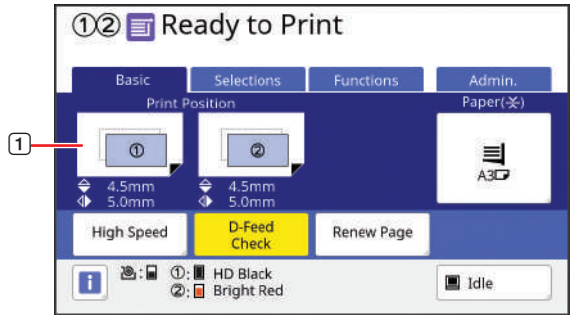 ①② Ready to Print
Basic Selections Functions Admin.
Print Position Paper(
1
① ②
4.5mm 4.5mm
5.0mm 5.0mm
A3
High Speed D-Feed Check Renew Page
i ①: HD Black
②: Bright Red
Idle